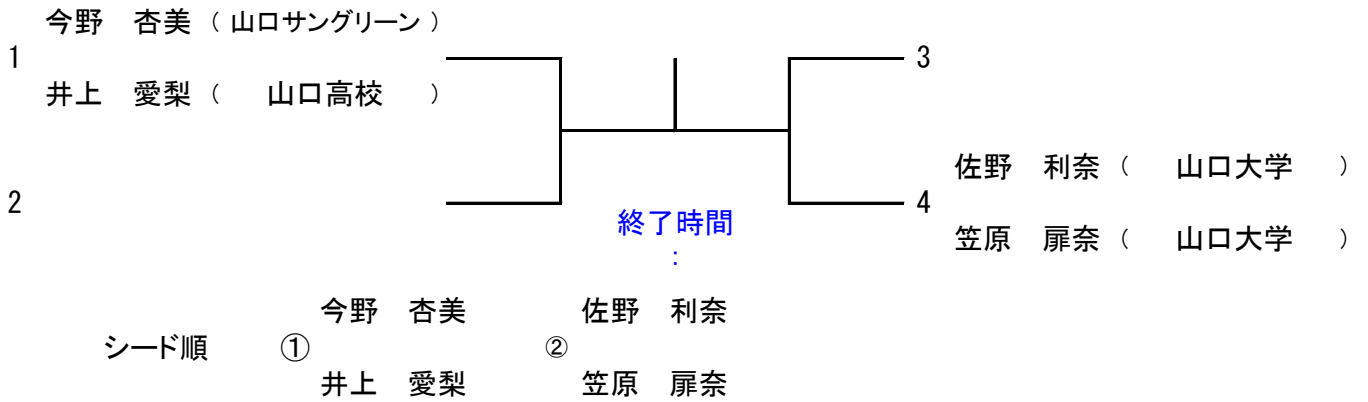 今野　杏美（ 山口サングリーン ）
1
3
井上　愛梨（　山口高校　）
佐野　利奈（　山口大学　）
2
4
終了時間
：
笠原　扉奈（　山口大学　）
今野　杏美　佐野　利奈
シード順　①　②
井上　愛梨　笠原　扉奈